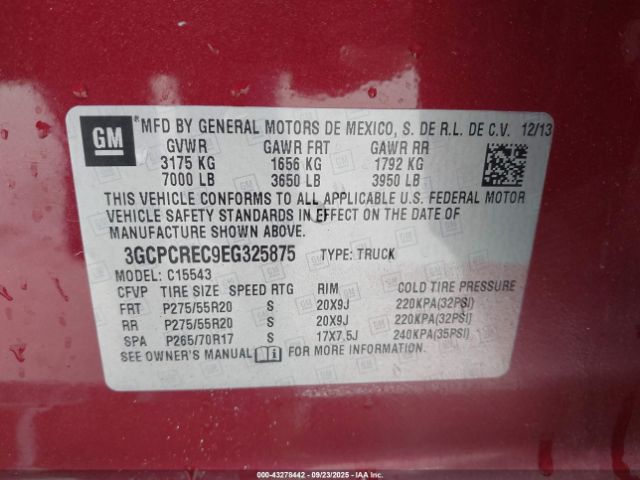 GM MFD BY GENERAL MOTORS DE MEXICO, S. DE R.L. DE C.V. 12/13
GVWR GAWR FRT GAWR RR
3175 KG 1656 KG 1792 KG
7000 LB 3650 LB 3950 LB
THIS VEHICLE CONFORMS TO ALL APPLICABLE U.S. FEDERAL MOTOR
VEHICLE SAFETY STANDARDS IN EFFECT ON THE DATE OF
MANUFACTURE SHOWN ABOVE.
3GCPCREC9EG325875 TYPE: TRUCK
MODEL: C15543
CFVP TIRE SIZE SPEED RTG RIM COLD TIRE PRESSURE
FRT P275/55R20 S 20X9J 220KPA(32PSI)
RR P275/55R20 S 20X9J 220KPA(32PSI)
SPA P265/70R17 S 17X7.5J 240KPA(35PSI)
SEE OWNER'S MANUAL FOR MORE INFORMATION.
000-43278442 - 09/23/2025 - IAAI.com